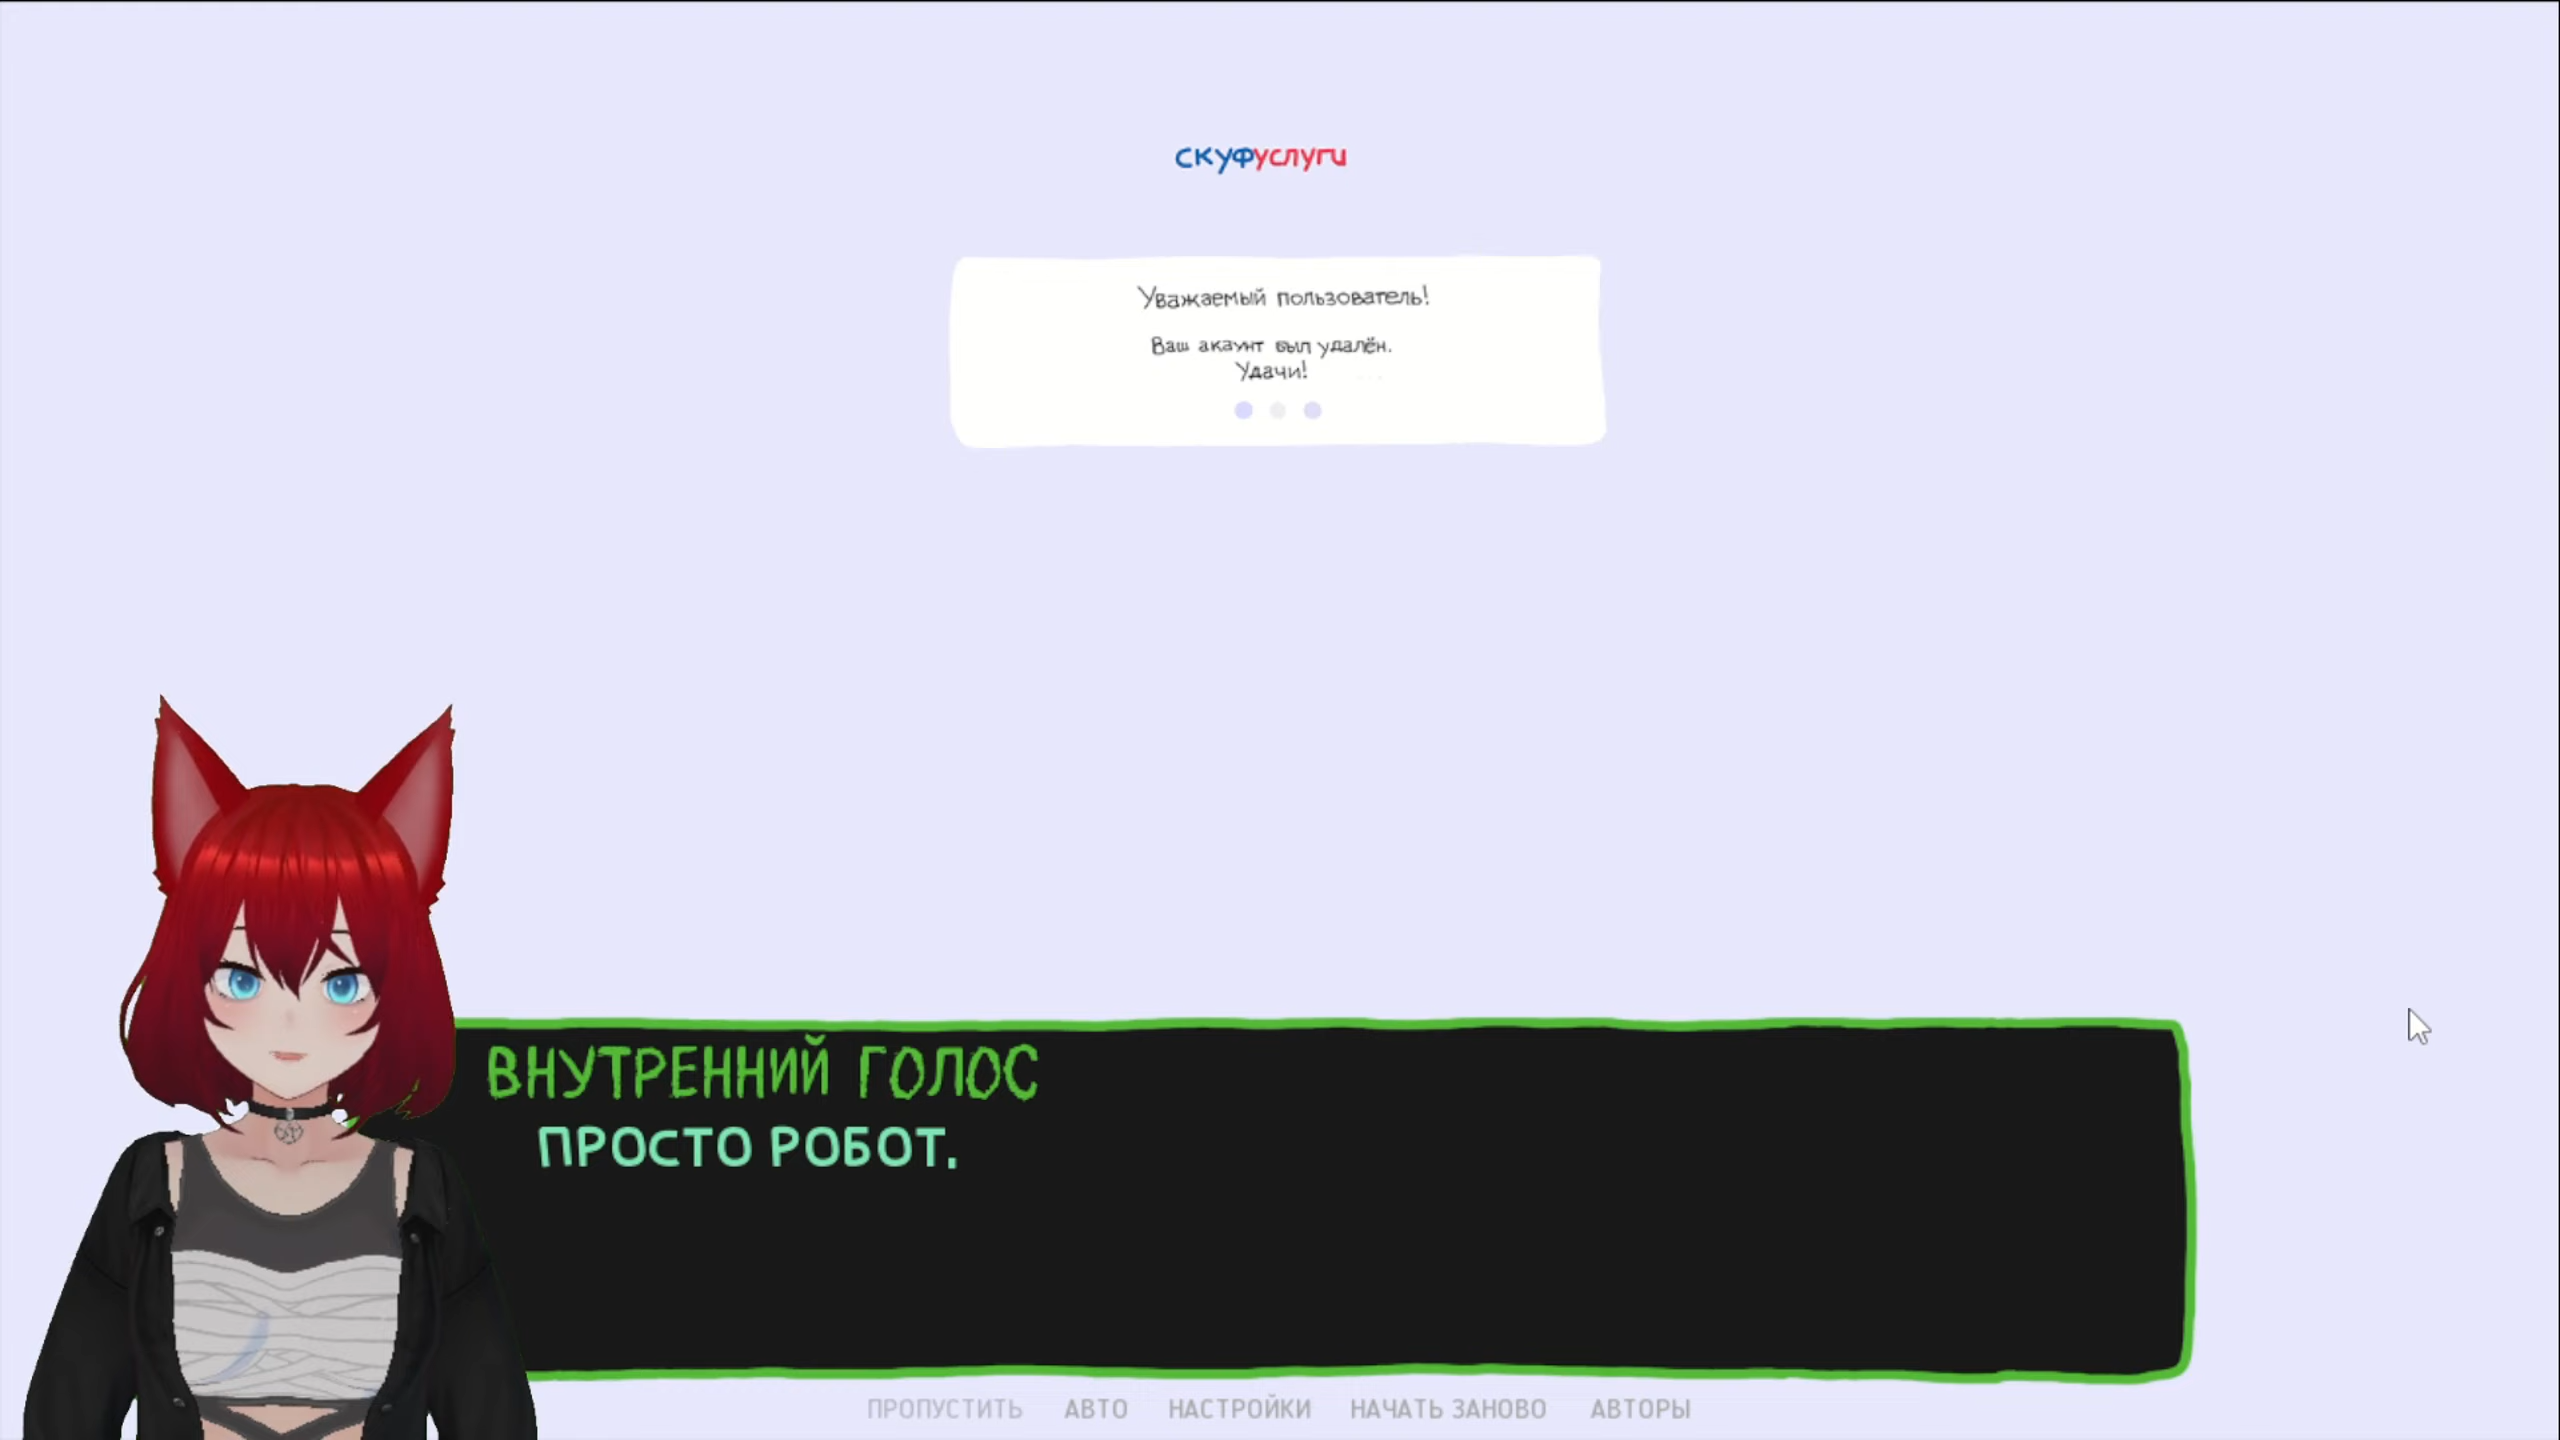 скуфуслуги
Уважаемый пользователь!
Ваш акаунт был удалён.
Удачи!
ВНУТРЕННИЙ ГОЛОС
ПРОСТО РОБОТ.
ПРОПУСТИТЬ АВТО НАСТРОЙКИ НАЧАТЬ ЗАНОВО АВТОРЫ